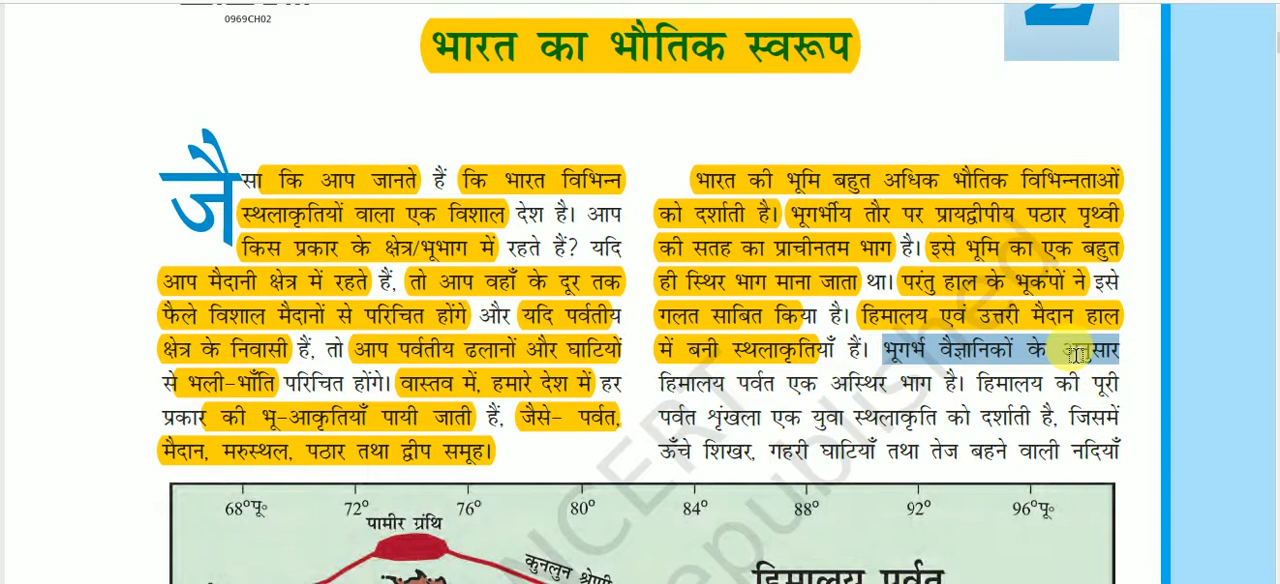 0969CH02
भारत का भौतिक स्वरूप
जैसा कि आप जानते हैं कि भारत विभिन्न
स्थलाकृतियों वाला एक विशाल देश है। आप
किस प्रकार के क्षेत्र/भूभाग में रहते हैं? यदि
आप मैदानी क्षेत्र में रहते हैं, तो आप वहाँ के दूर तक
फैले विशाल मैदानों से परिचित होंगे और यदि पर्वतीय
क्षेत्र के निवासी हैं, तो आप पर्वतीय ढलानों और घाटियों
से भली-भाँति परिचित होंगे। वास्तव में, हमारे देश में हर
प्रकार की भू-आकृतियाँ पायी जाती हैं, जैसे- पर्वत,
मैदान, मरुस्थल, पठार तथा द्वीप समूह।
भारत की भूमि बहुत अधिक भौतिक विभिन्नताओं
को दर्शाती है। भूगर्भीय तौर पर प्रायद्वीपीय पठार पृथ्वी
की सतह का प्राचीनतम भाग है। इसे भूमि का एक बहुत
ही स्थिर भाग माना जाता था। परंतु हाल के भूकंपों ने इसे
गलत साबित किया है। हिमालय एवं उत्तरी मैदान हाल
में बनी स्थलाकृतियाँ हैं। भूगर्भ वैज्ञानिकों के अनुसार
हिमालय पर्वत एक अस्थिर भाग है। हिमालय की पूरी
पर्वत शृंखला एक युवा स्थलाकृति को दर्शाती है, जिसमें
ऊँचे शिखर, गहरी घाटियाँ तथा तेज बहने वाली नदियाँ
68°पू॰ 72° 76° 80° 84° 88° 92° 96°पू॰
पामीर ग्रंथि
कुनलुन श्रेणी
हिमालय पर्वत
NCERT
republished